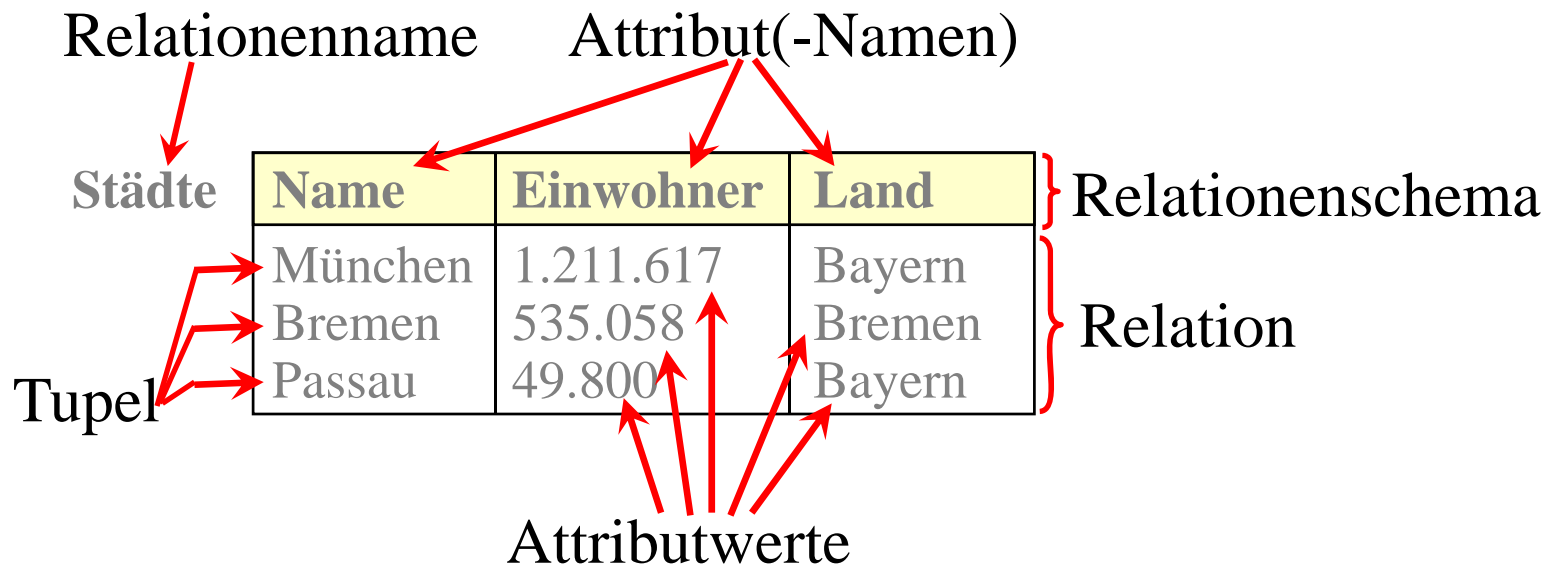 Relationenname Attribut(-Namen)
Städte Name Einwohner Land Relationenschema
München 1.211.617 Bayern
Bremen 535.058 Bremen Relation
Passau 49.800 Bayern
Tupel
Attributwerte